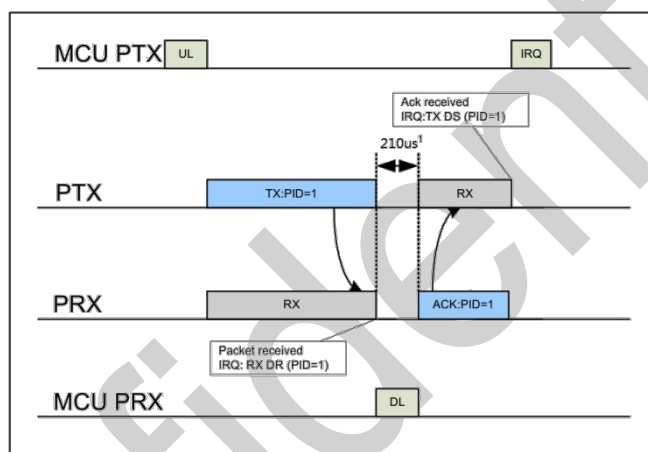 MCU PTX
UL
IRQ
Ack received
IRQ:TX DS (PID=1)
210us1
PTX
TX:PID=1
RX
PRX
RX
ACK:PID=1
Packet received
IRQ: RX DR (PID=1)
MCU PRX
DL